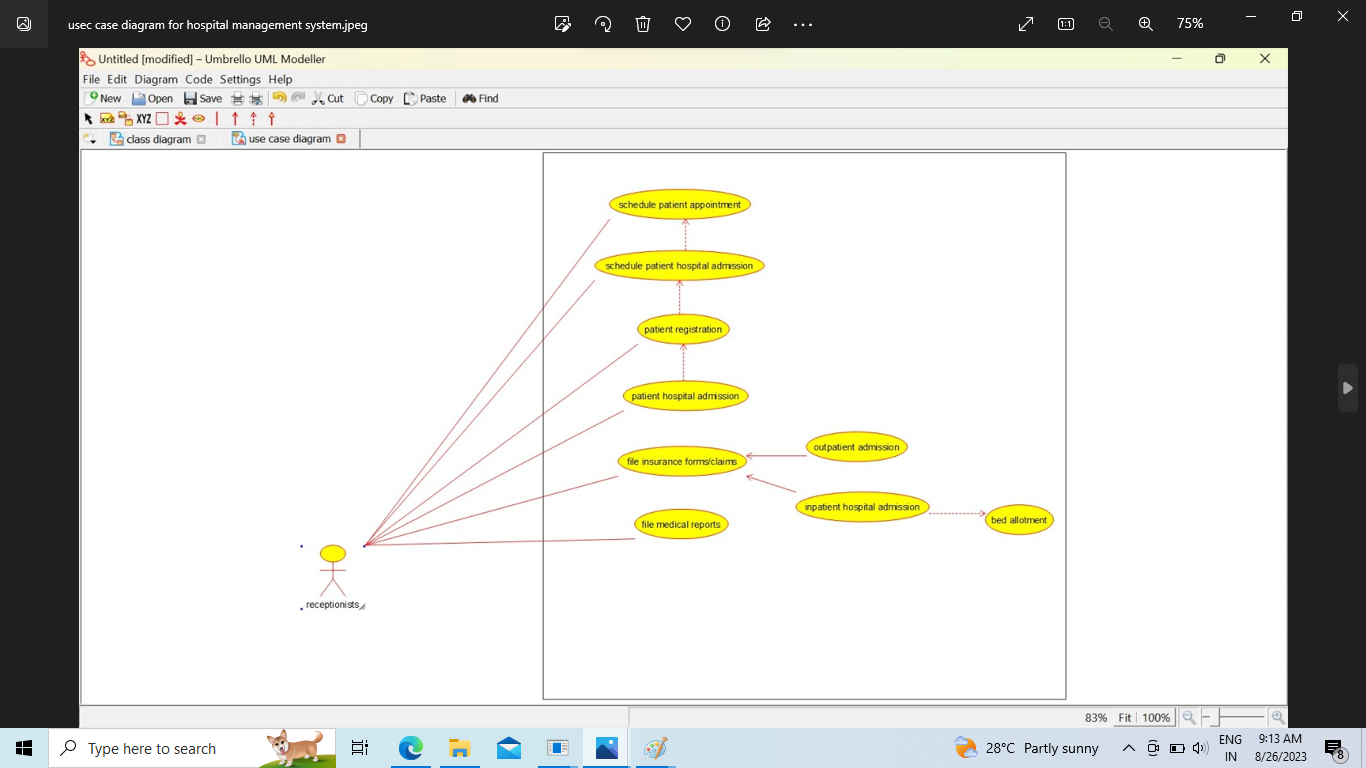 usec case diagram for hospital management system.jpeg
75%
Untitled [modified] – Umbrello UML Modeller
File Edit Diagram Code Settings Help
New Open Save Cut Copy Paste Find
XYZ XYZ
class diagram use case diagram
schedule patient appointment
schedule patient hospital admission
patient registration
patient hospital admission
outpatient admission
file insurance forms/claims
inpatient hospital admission
bed allotment
file medical reports
receptionists
83% Fit 100%
Type here to search
28°C Partly sunny
ENG
IN
9:13 AM
8/26/2023
8